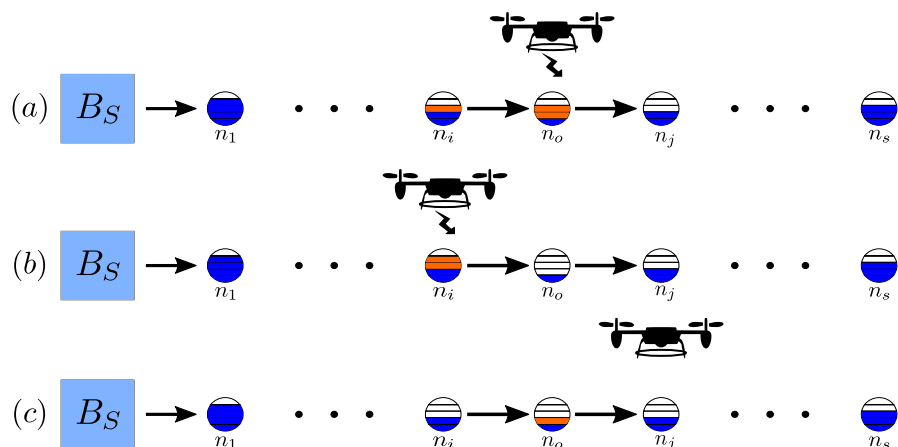 (a) B_S n_1 n_i n_o n_j n_s
(b) B_S n_1 n_i n_o n_j n_s
(c) B_S n_1 n_i n_o n_j n_s